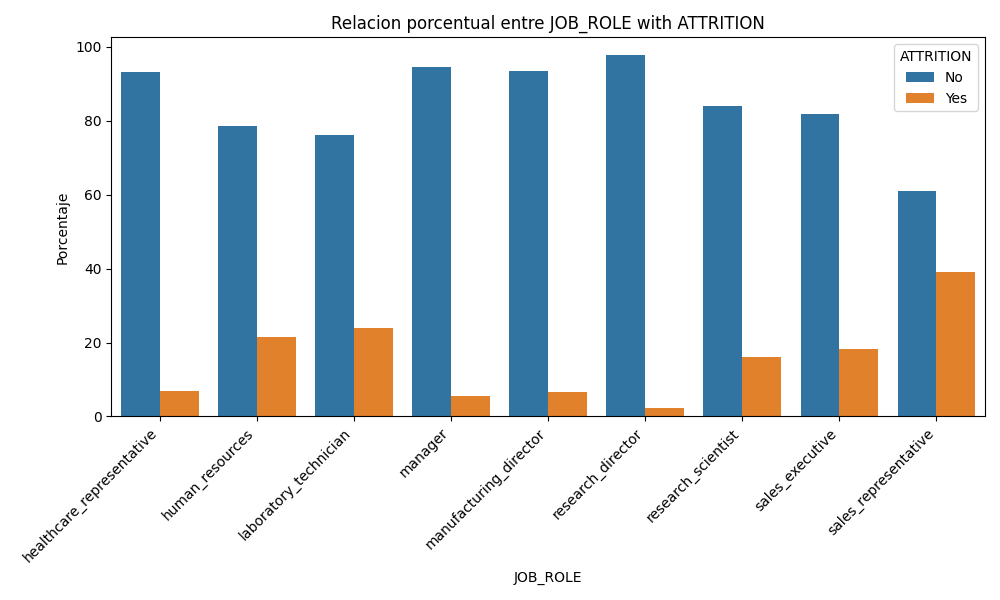 Relacion porcentual entre JOB_ROLE with ATTRITION
Porcentaje
100
80
60
40
20
0
ATTRITION
No
Yes
healthcare_representative
human_resources
laboratory_technician
manager
manufacturing_director
research_director
research_scientist
sales_executive
sales_representative
JOB_ROLE